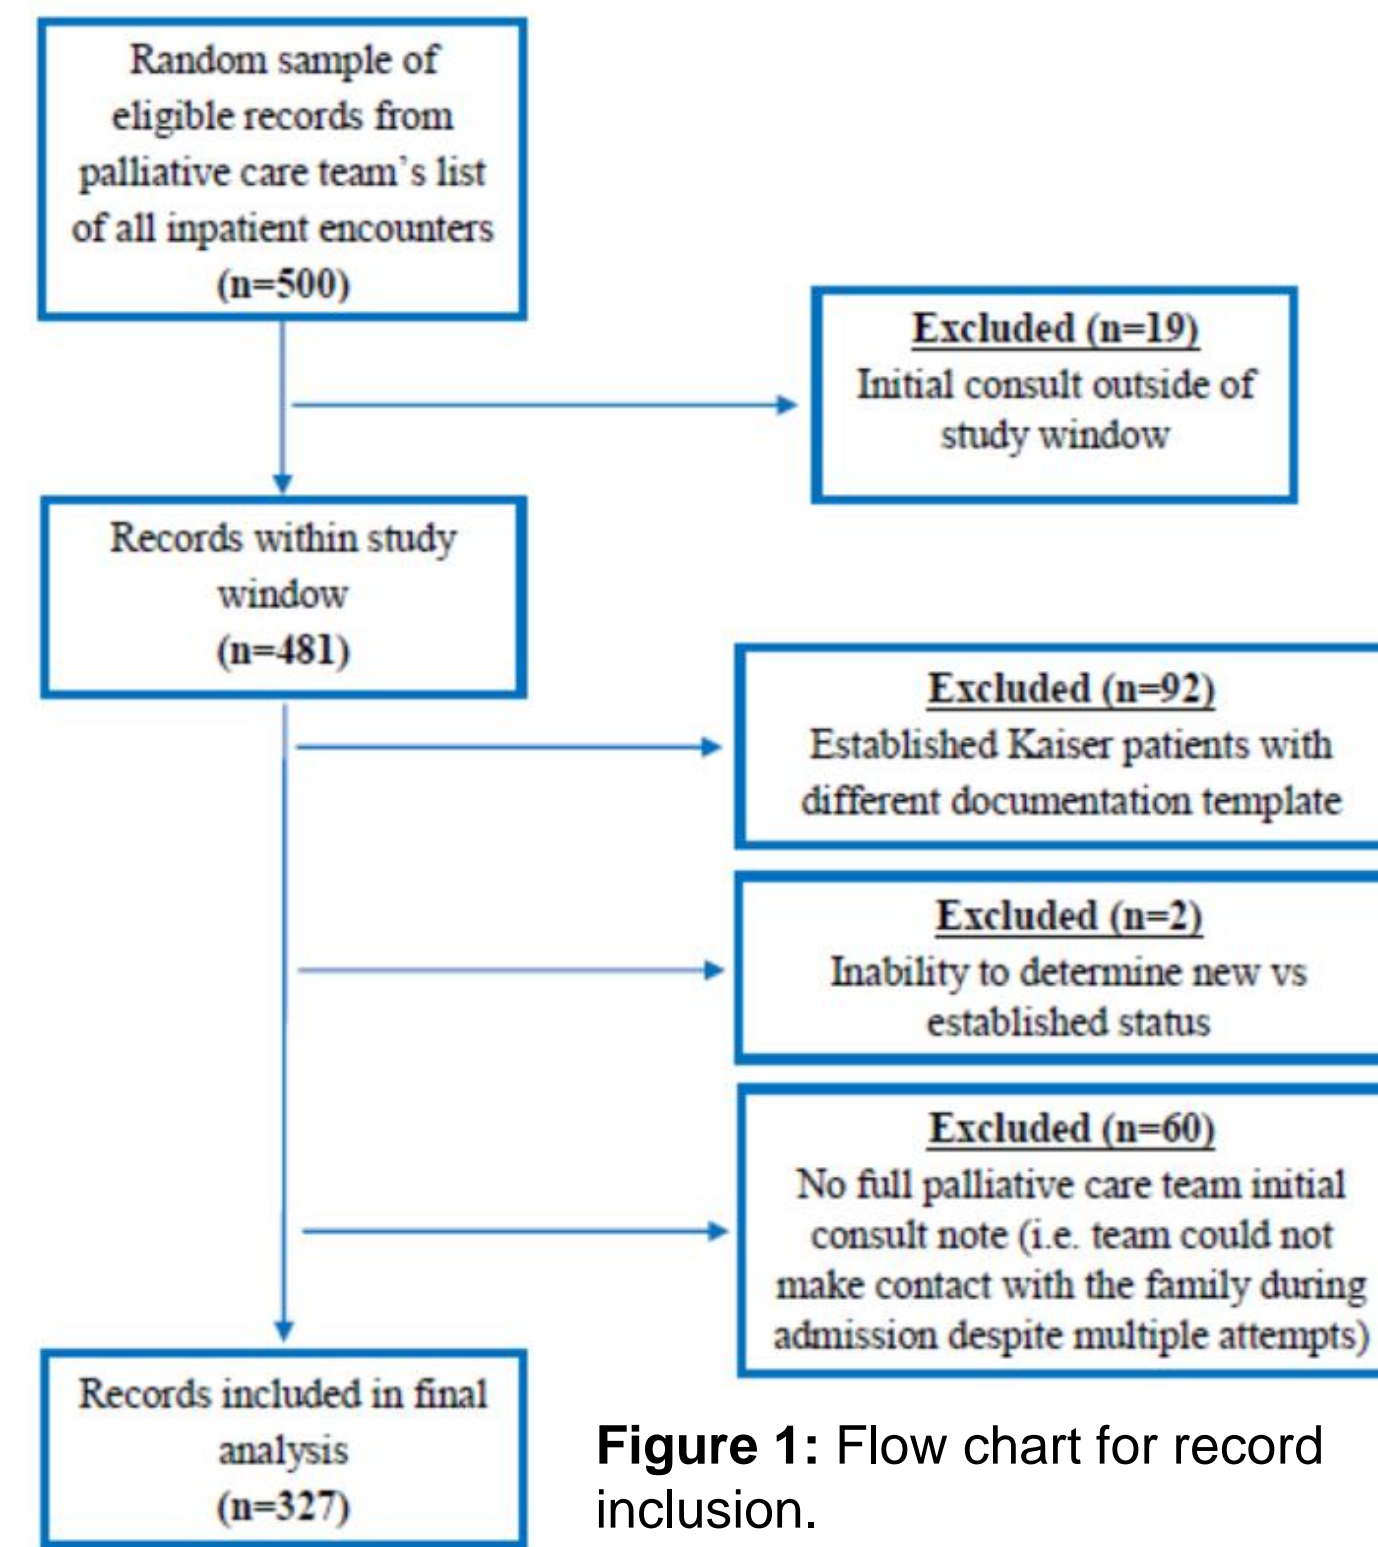 Random sample of
eligible records from
palliative care team's list
of all inpatient encounters
(n=500)
Excluded (n=19)
Initial consult outside of
study window
Records within study
window
(n=481)
Excluded (n=92)
Established Kaiser patients with
different documentation template
Excluded (n=2)
Inability to determine new vs
established status
Excluded (n=60)
No full palliative care team initial
consult note (i.e. team could not
make contact with the family during
admission despite multiple attempts)
Records included in final
analysis
(n=327)
Figure 1: Flow chart for record
inclusion.